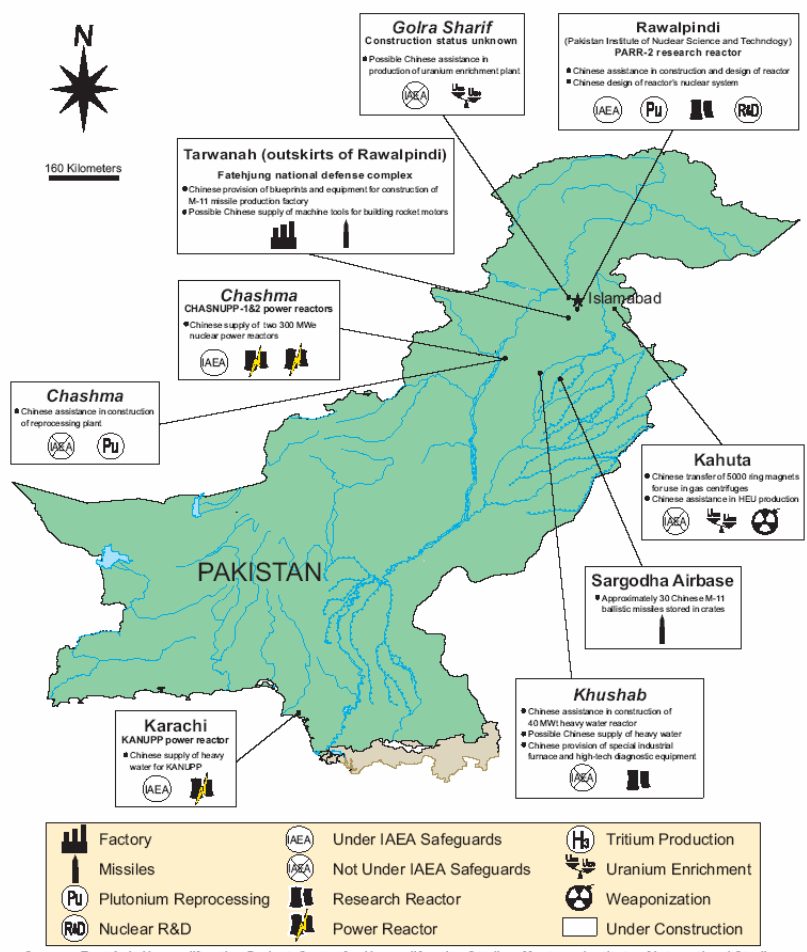 N
160 Kilometers
Golra Sharif
Construction status unknown
Possible Chinese assistance in
production of uranium enrichment plant
IAEA
Rawalpindi
(Pakistan Institute of Nuclear Science and Technology)
PARR-2 research reactor
Chinese assistance in construction and design of reactor
Chinese design of reactor's nuclear system
IAEA Pu R&D
Tarwanah (outskirts of Rawalpindi)
Fatehjung national defense complex
Chinese provision of blueprints and equipment for construction of
M-11 missile production factory
Possible Chinese supply of machine tools for building rocket motors
Chashma
CHASNUPP-1&2 power reactors
Chinese supply of two 300 MWe
nuclear power reactors
IAEA
Islamabad
Chashma
Chinese assistance in construction
of reprocessing plant
IAEA Pu
Kahuta
Chinese transfer of 5000 ring magnets
for use in gas centrifuges
Chinese assistance in HEU production
IAEA
PAKISTAN
Sargodha Airbase
Approximately 30 Chinese M-11
ballistic missiles stored in crates
Khushab
Chinese assistance in construction of
40 MWt heavy water reactor
Possible Chinese supply of heavy water
Chinese provision of special industrial
furnace and high-tech diagnostic equipment
IAEA
Karachi
KANUPP power reactor
Chinese supply of heavy
water for KANUPP
IAEA
Factory
Missiles
Pu Plutonium Reprocessing
R&D Nuclear R&D
IAEA Under IAEA Safeguards
IAEA Not Under IAEA Safeguards
Research Reactor
Power Reactor
H3 Tritium Production
Uranium Enrichment
Weaponization
Under Construction